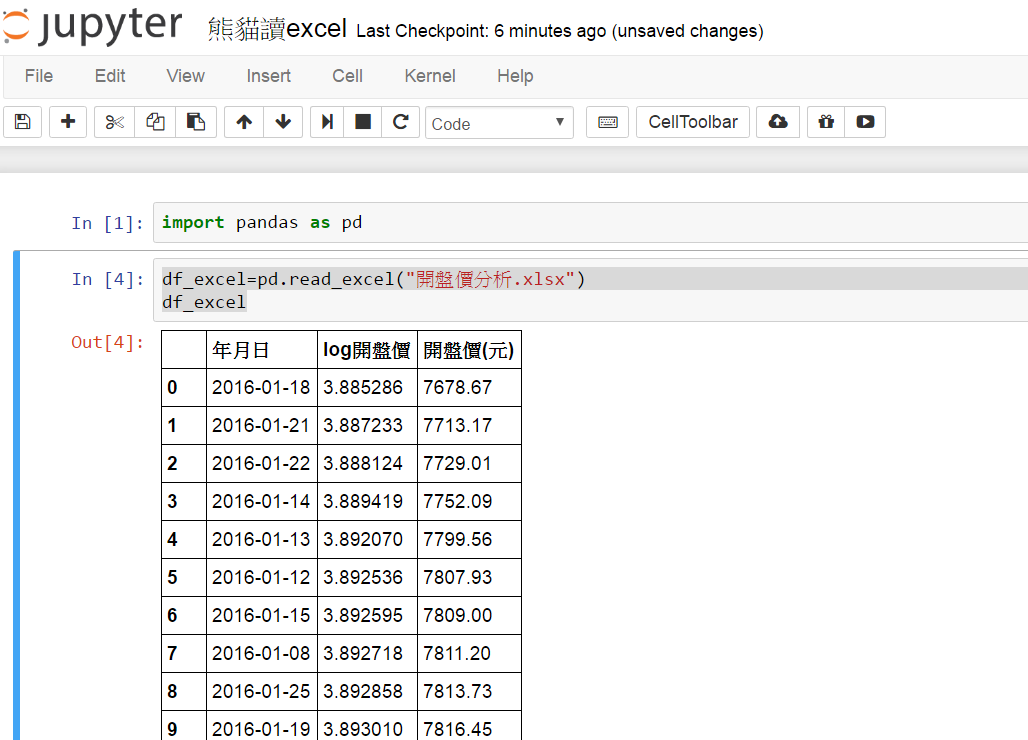 jupyter 熊貓讀excel Last Checkpoint: 6 minutes ago (unsaved changes)
File Edit View Insert Cell Kernel Help
Code CellToolbar
In [1]: import pandas as pd
In [4]: df_excel=pd.read_excel("開盤價分析.xlsx")
df_excel
Out[4]: 年月日 log開盤價 開盤價(元)
0 2016-01-18 3.885286 7678.67
1 2016-01-21 3.887233 7713.17
2 2016-01-22 3.888124 7729.01
3 2016-01-14 3.889419 7752.09
4 2016-01-13 3.892070 7799.56
5 2016-01-12 3.892536 7807.93
6 2016-01-15 3.892595 7809.00
7 2016-01-08 3.892718 7811.20
8 2016-01-25 3.892858 7813.73
9 2016-01-19 3.893010 7816.45